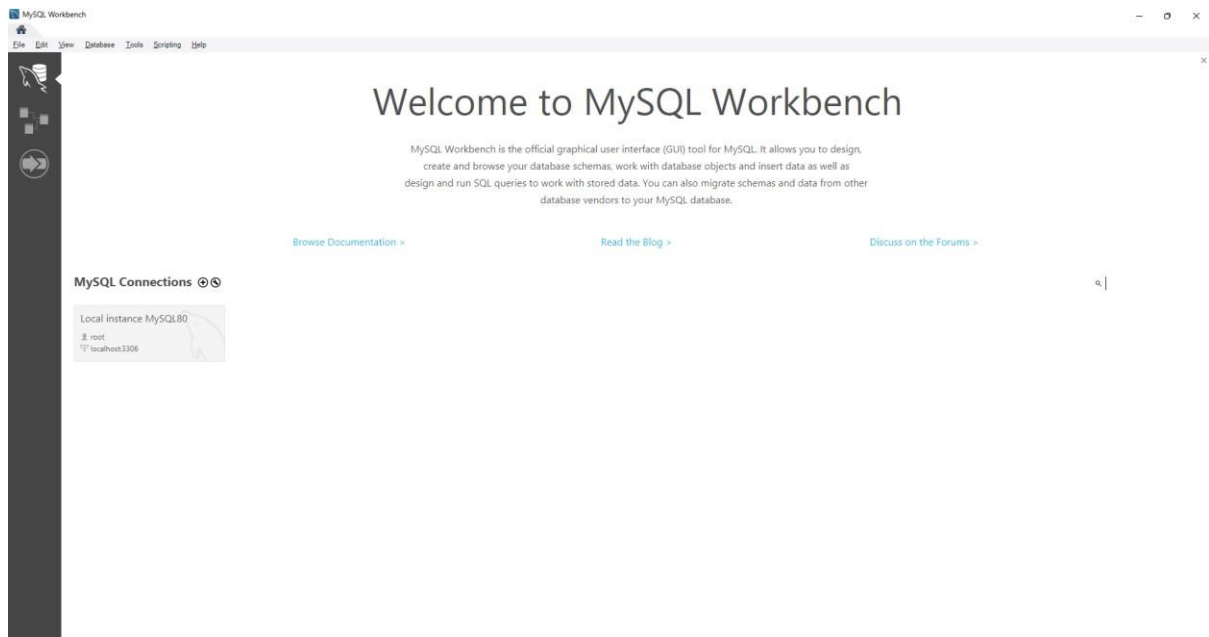 MySQL Workbench
File Edit View Database Tools Scripting Help
Welcome to MySQL Workbench
MySQL Workbench is the official graphical user interface (GUI) tool for MySQL. It allows you to design,
create and browse your database schemas, work with database objects and insert data as well as
design and run SQL queries to work with stored data. You can also migrate schemas and data from other
database vendors to your MySQL database.
Browse Documentation > Read the Blog > Discuss on the Forums >
MySQL Connections
Local instance MySQL80
root
localhost:3306